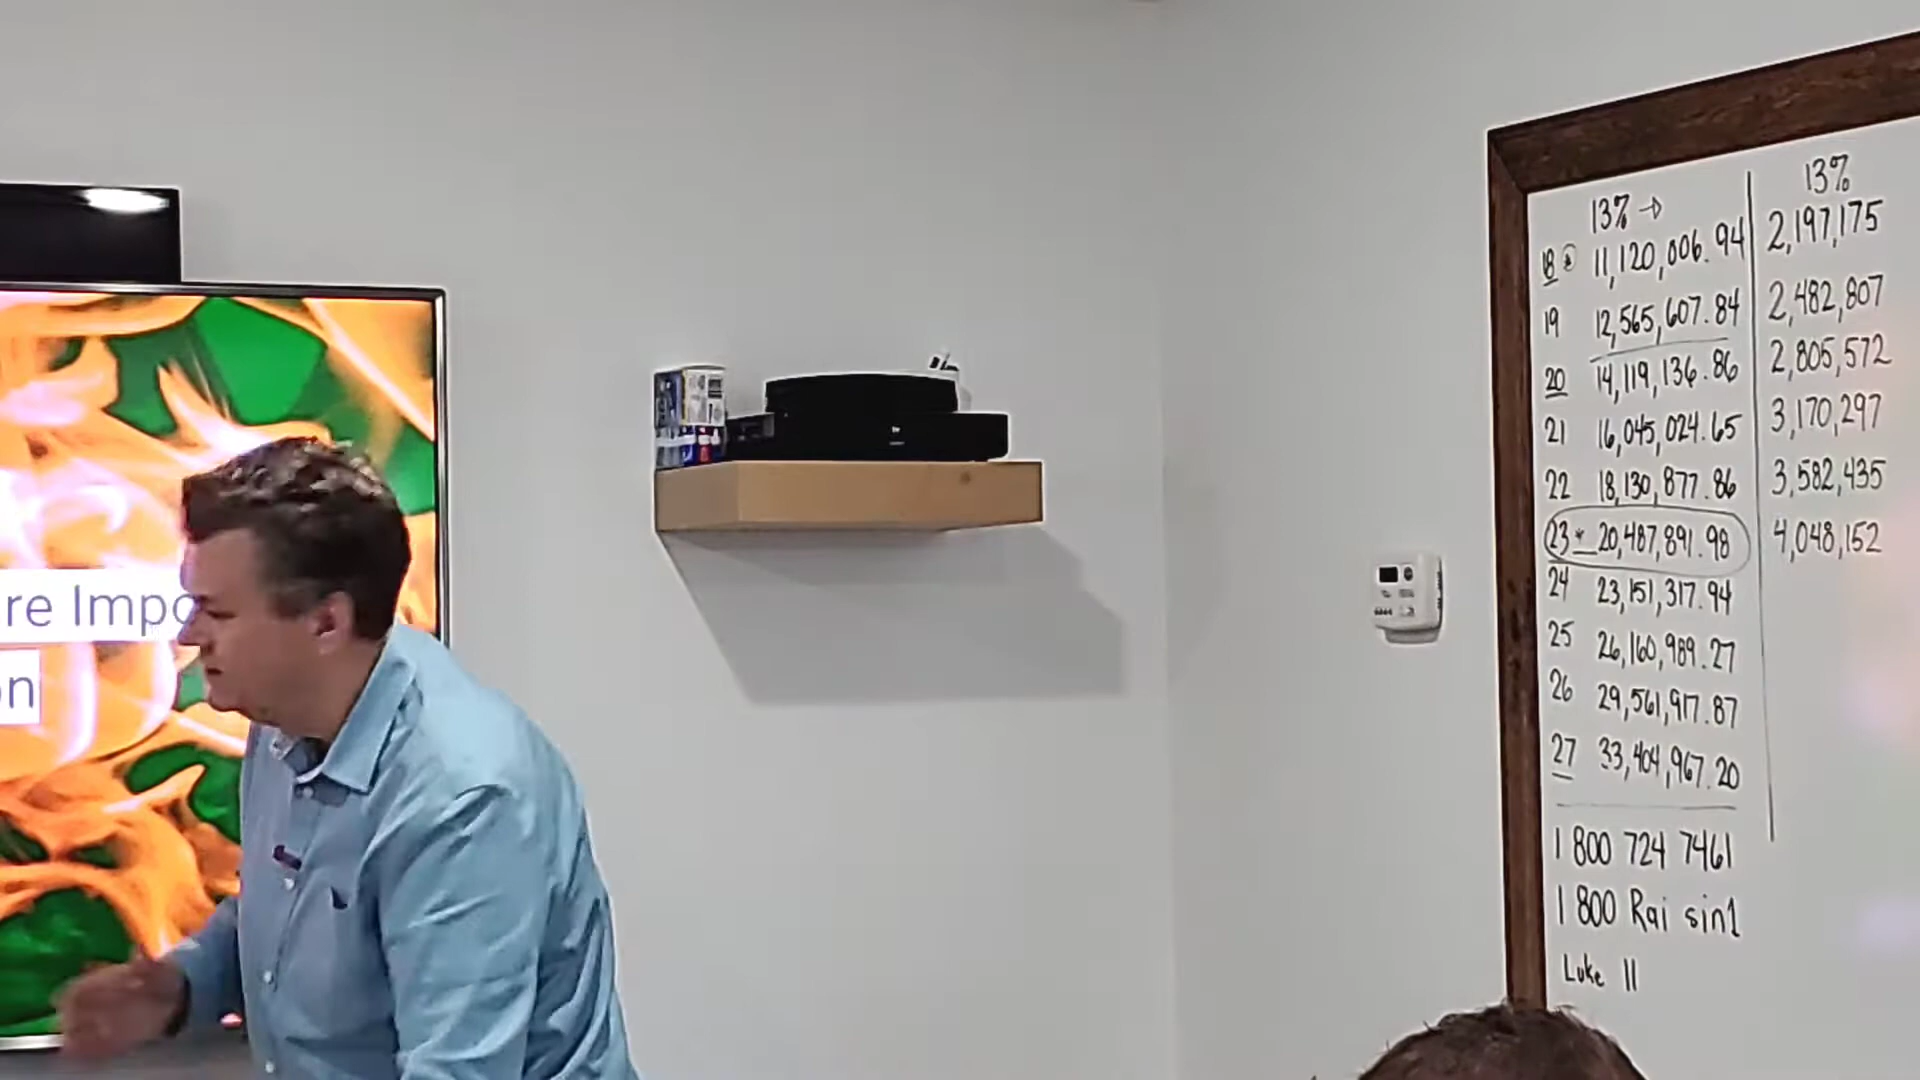 re Impo
on
13% →
18 * 11,120,006.94
19 12,565,607.84
20 14,119,136.86
21 16,045,024.65
22 18,130,877.86
23 * 20,487,891.98
24 23,151,317.94
25 26,160,989.27
26 29,561,917.87
27 33,404,967.20
1 800 724 7461
1 800 Rai sin1
Luke 11
13%
2,197,175
2,482,807
2,805,572
3,170,297
3,582,435
4,048,152